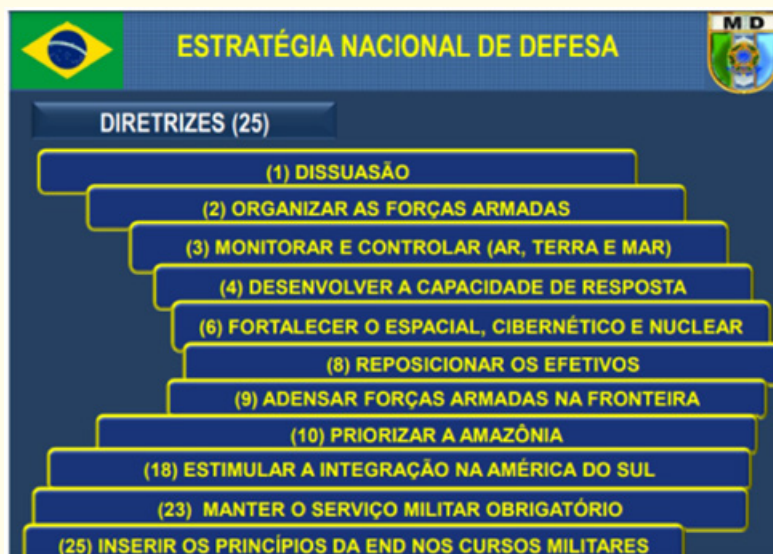 ESTRATÉGIA NACIONAL DE DEFESA
M D
DIRETRIZES (25)
(1) DISSUASÃO
(2) ORGANIZAR AS FORÇAS ARMADAS
(3) MONITORAR E CONTROLAR (AR, TERRA E MAR)
(4) DESENVOLVER A CAPACIDADE DE RESPOSTA
(6) FORTALECER O ESPACIAL, CIBERNÉTICO E NUCLEAR
(8) REPOSICIONAR OS EFETIVOS
(9) ADENSAR FORÇAS ARMADAS NA FRONTEIRA
(10) PRIORIZAR A AMAZÔNIA
(18) ESTIMULAR A INTEGRAÇÃO NA AMÉRICA DO SUL
(23) MANTER O SERVIÇO MILITAR OBRIGATÓRIO
(25) INSERIR OS PRINCÍPIOS DA END NOS CURSOS MILITARES